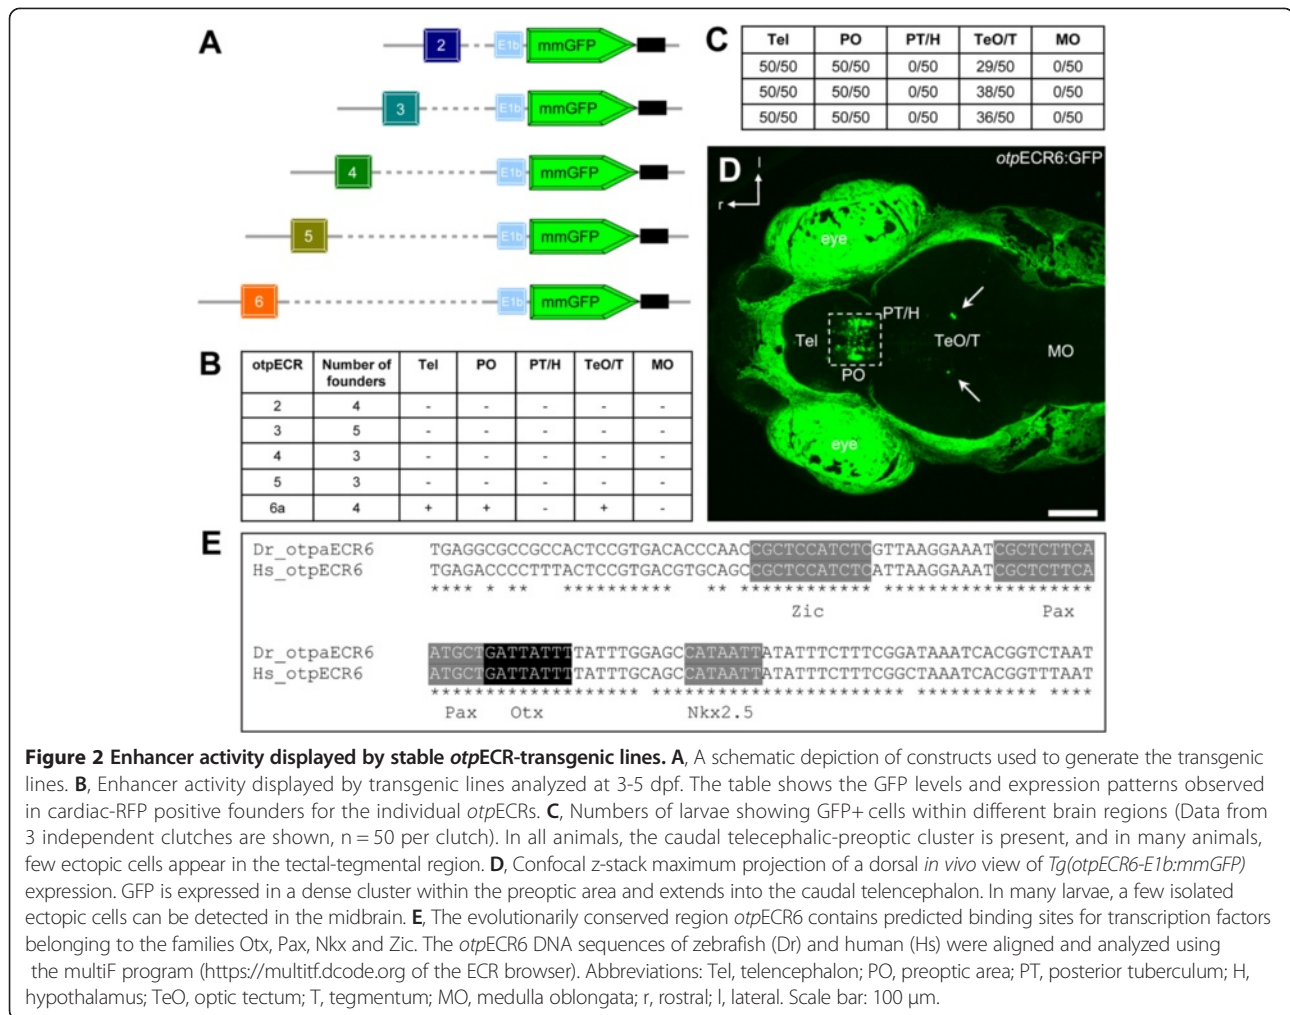 A
2 E1b mmGFP
3 E1b mmGFP
4 E1b mmGFP
5 E1b mmGFP
6 E1b mmGFP
B
otpECR Number of founders Tel PO PT/H TeO/T MO
2 4 - - - - -
3 5 - - - - -
4 3 - - - - -
5 3 - - - - -
6a 4 + + - + -
C
Tel PO PT/H TeO/T MO
50/50 50/50 0/50 29/50 0/50
50/50 50/50 0/50 38/50 0/50
50/50 50/50 0/50 36/50 0/50
D
otpECR6:GFP
l
r
eye
PT/H
Tel
TeO/T
MO
PO
eye
E
Dr_otpaECR6 TGAGGCGCCGCCACTCCGTGACACCCAACCGCTCCATCTCGTTAAGGAAATCGCTCTTCA
Hs_otpECR6 TGAGACCCCTTTACTCCGTGACGTGCAGCCGCTCCATCTCATTAAGGAAATCGCTCTTCA
**** * ** ********** ** ************ ********************
Zic Pax
Dr_otpaECR6 ATGCTGATTATTTTATTTGGAGCCATAATTATATTTCTTTCGGATAAATCACGGTCTAAT
Hs_otpECR6 ATGCTGATTATTTTATTTGCAGCCATAATTATATTTCTTTCGGCTAAATCACGGTTTAAT
******************* *********************** *********** ****
Pax Otx Nkx2.5
Figure 2 Enhancer activity displayed by stable otpECR-transgenic lines. A, A schematic depiction of constructs used to generate the transgenic
lines. B, Enhancer activity displayed by transgenic lines analyzed at 3-5 dpf. The table shows the GFP levels and expression patterns observed
in cardiac-RFP positive founders for the individual otpECRs. C, Numbers of larvae showing GFP+ cells within different brain regions (Data from
3 independent clutches are shown, n = 50 per clutch). In all animals, the caudal telecephalic-preoptic cluster is present, and in many animals,
few ectopic cells appear in the tectal-tegmental region. D, Confocal z-stack maximum projection of a dorsal in vivo view of Tg(otpECR6-E1b:mmGFP)
expression. GFP is expressed in a dense cluster within the preoptic area and extends into the caudal telencephalon. In many larvae, a few isolated
ectopic cells can be detected in the midbrain. E, The evolutionarily conserved region otpECR6 contains predicted binding sites for transcription factors
belonging to the families Otx, Pax, Nkx and Zic. The otpECR6 DNA sequences of zebrafish (Dr) and human (Hs) were aligned and analyzed using
the multiF program (https://multitf.dcode.org of the ECR browser). Abbreviations: Tel, telencephalon; PO, preoptic area; PT, posterior tuberculum; H,
hypothalamus; TeO, optic tectum; T, tegmentum; MO, medulla oblongata; r, rostral; l, lateral. Scale bar: 100 μm.